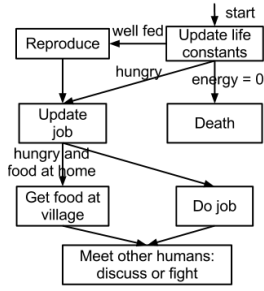 start
well fed
Update life
constants
Reproduce
hungry
energy = 0
Update
job
Death
hungry and
food at home
Get food at
village
Do job
Meet other humans:
discuss or fight